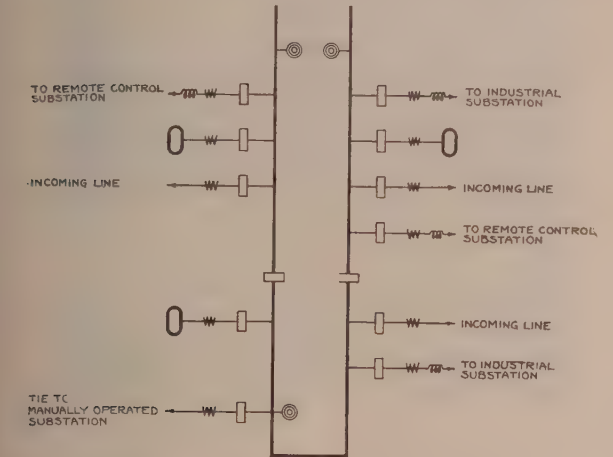 TO REMOTE CONTROL
SUBSTATION
TO INDUSTRIAL
SUBSTATION
INCOMING LINE
INCOMING LINE
TO REMOTE CONTROL
SUBSTATION
INCOMING LINE
TO INDUSTRIAL
SUBSTATION
TIE TC
MANUALLY OPERATED
SUBSTATION